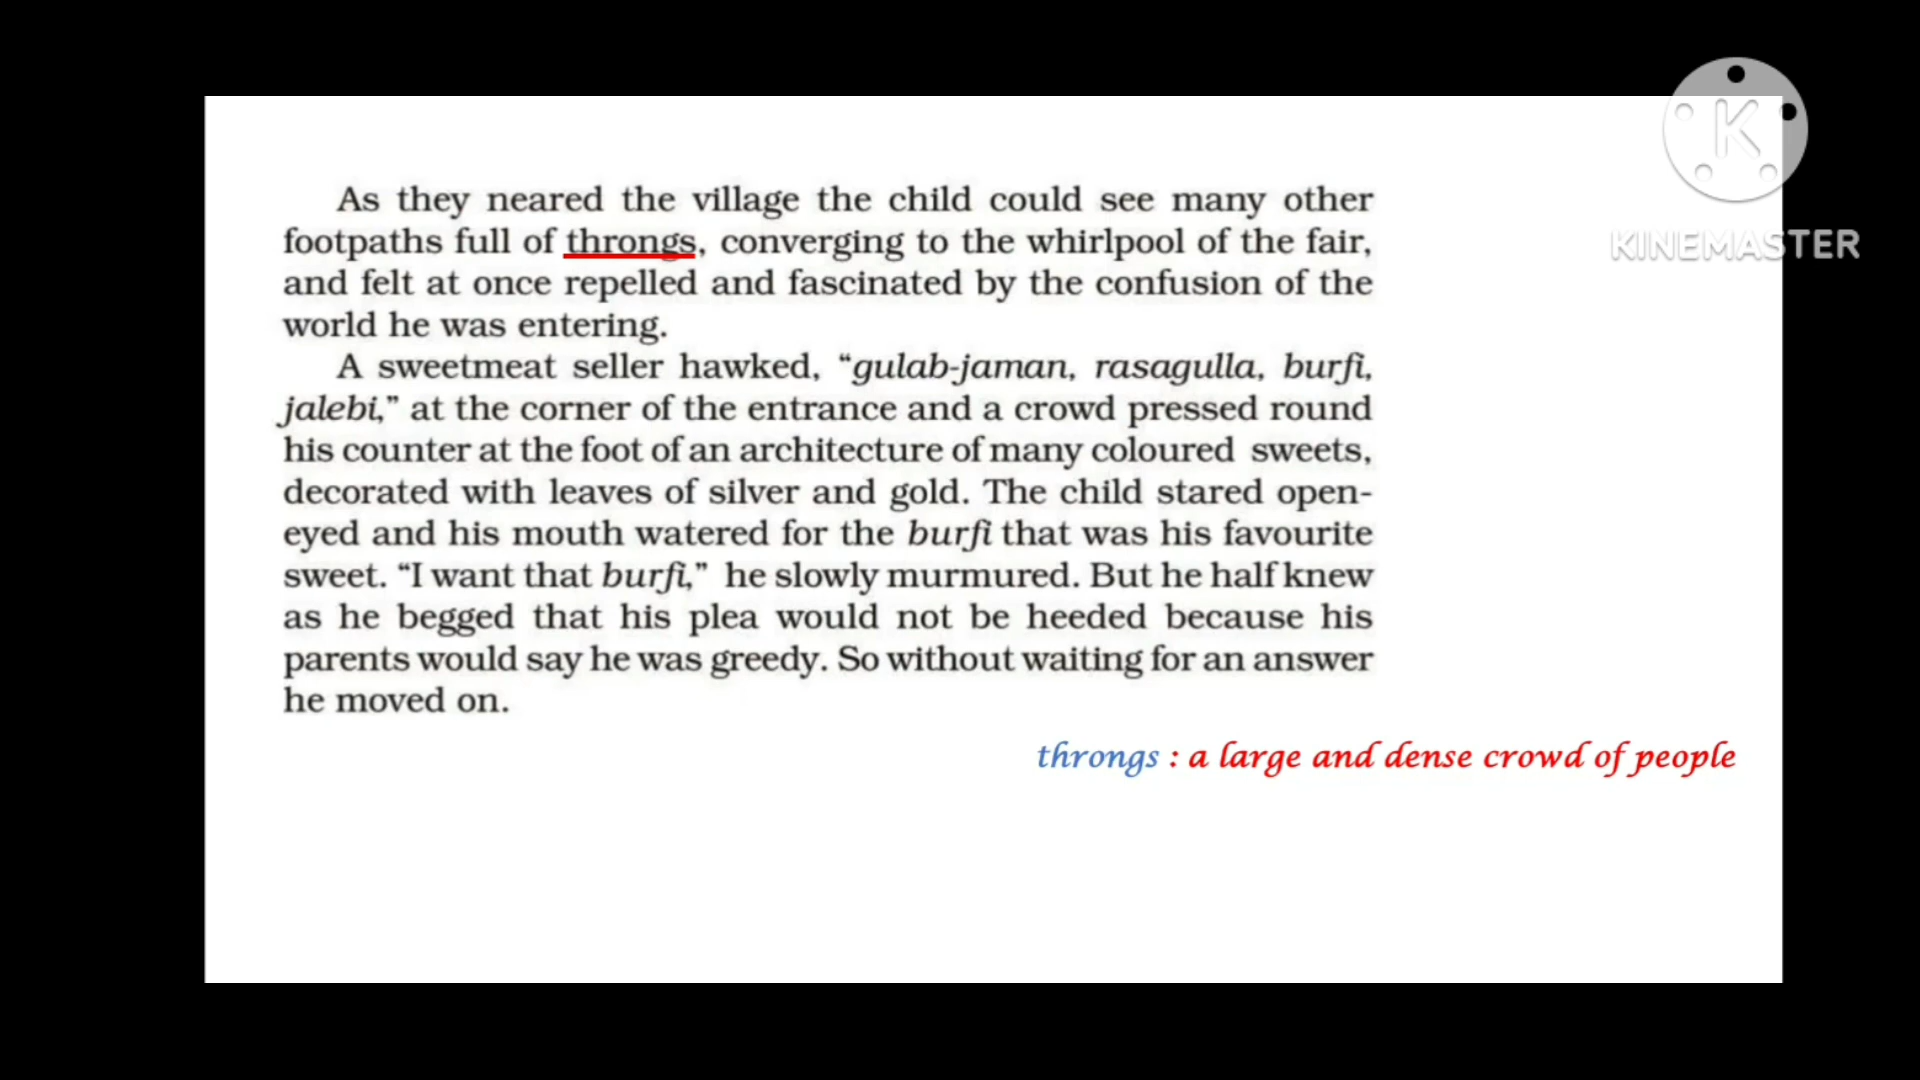 As they neared the village the child could see many other
footpaths full of throngs, converging to the whirlpool of the fair,
and felt at once repelled and fascinated by the confusion of the
world he was entering.
A sweetmeat seller hawked, “gulab-jaman, rasagulla, burfi,
jalebi,” at the corner of the entrance and a crowd pressed round
his counter at the foot of an architecture of many coloured sweets,
decorated with leaves of silver and gold. The child stared open-
eyed and his mouth watered for the burfi that was his favourite
sweet. “I want that burfi,” he slowly murmured. But he half knew
as he begged that his plea would not be heeded because his
parents would say he was greedy. So without waiting for an answer
he moved on.
throngs : a large and dense crowd of people
K
KINEMASTER